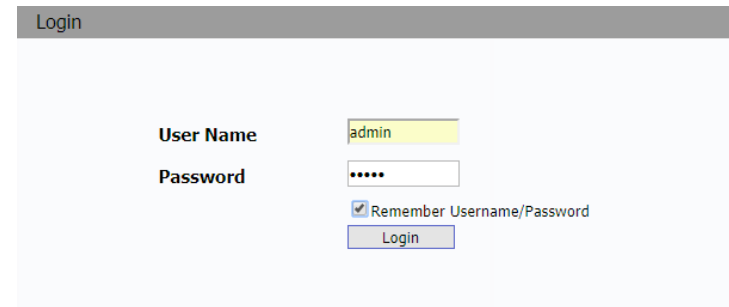 Login
User Name admin
Password •••••
Remember Username/Password
Login